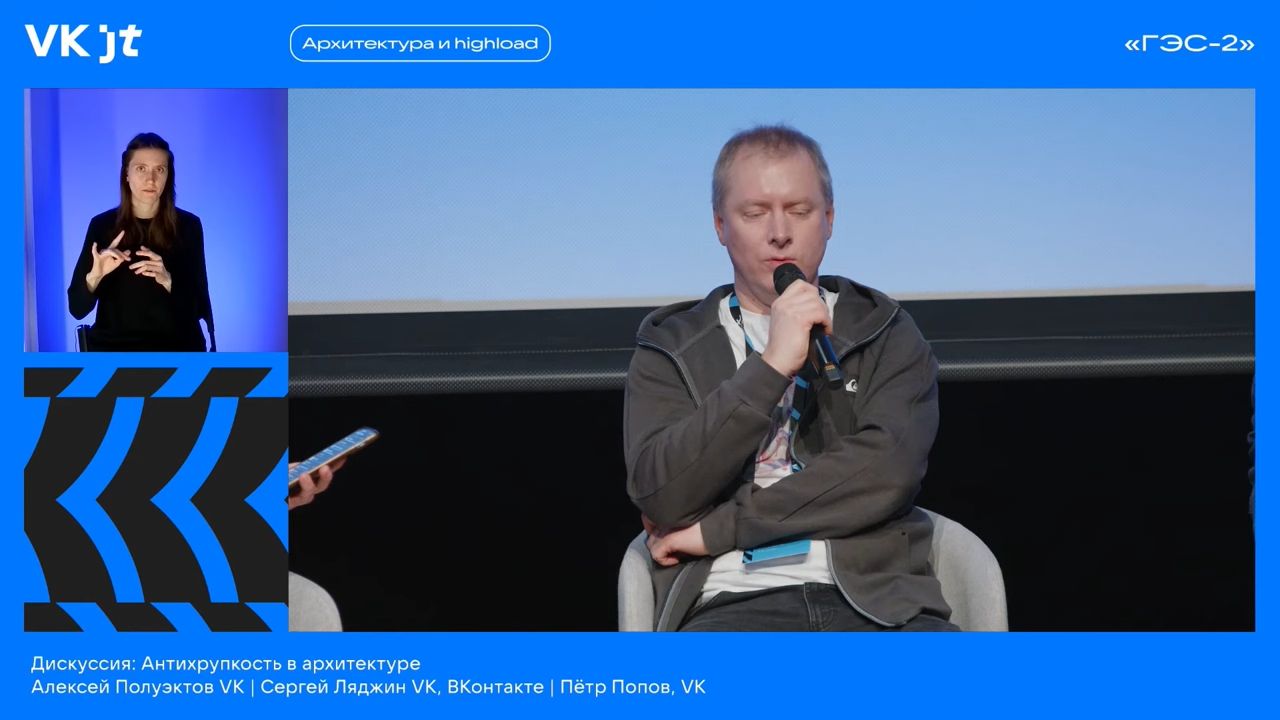 VK jt
Архитектура и highload
«ГЭС-2»
Дискуссия: Антихрупкость в архитектуре
Алексей Полуэктов VK | Сергей Ляджин VK, ВКонтакте | Пётр Попов, VK